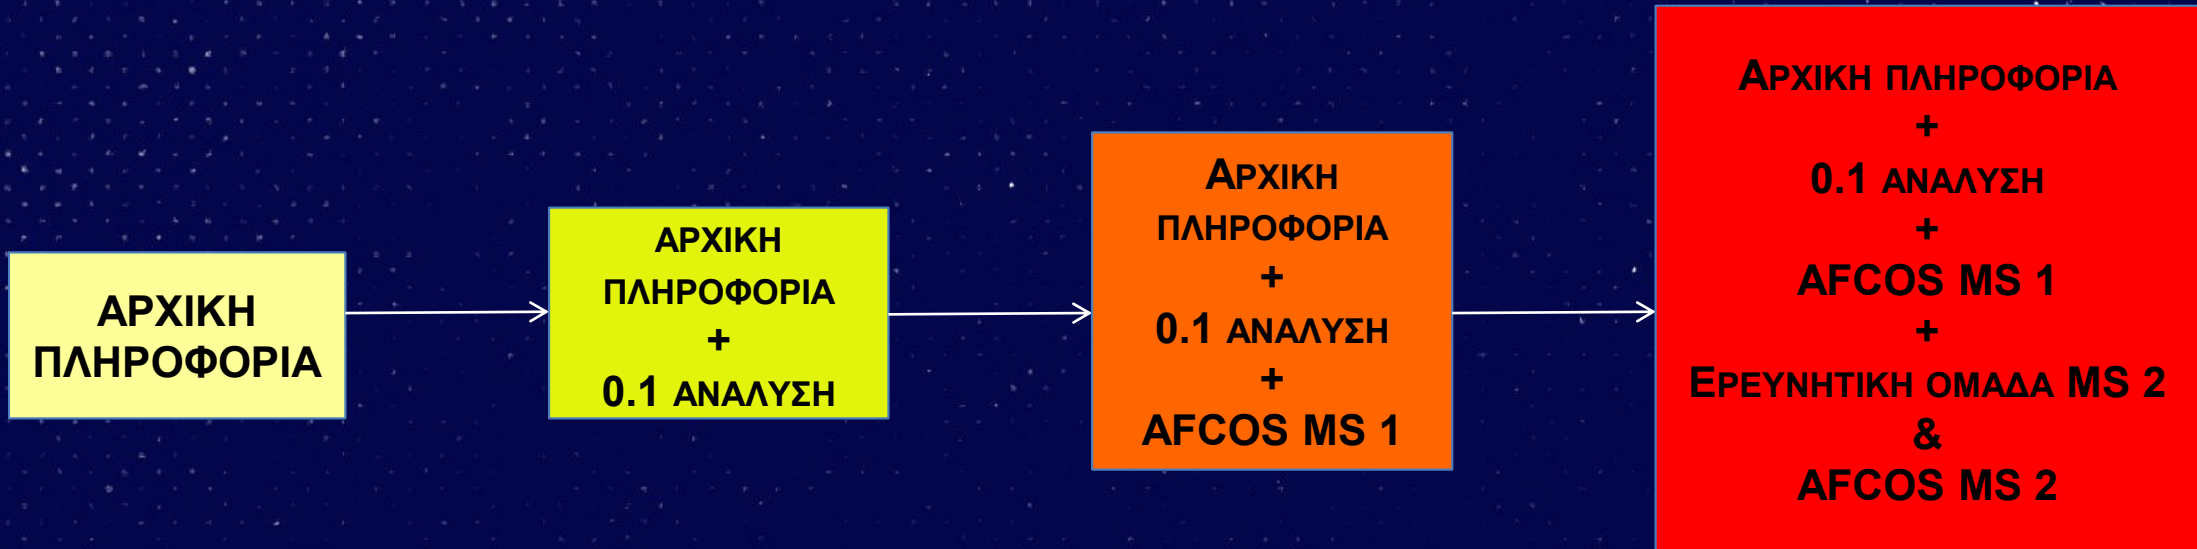 ΑΡΧΙΚΗ
ΠΛΗΡΟΦΟΡΙΑ
ΑΡΧΙΚΗ
ΠΛΗΡΟΦΟΡΙΑ
+
0.1 ΑΝΑΛΥΣΗ
ΑΡΧΙΚΗ
ΠΛΗΡΟΦΟΡΙΑ
+
0.1 ΑΝΑΛΥΣΗ
+
AFCOS MS 1
ΑΡΧΙΚΗ ΠΛΗΡΟΦΟΡΙΑ
+
0.1 ΑΝΑΛΥΣΗ
+
AFCOS MS 1
+
ΕΡΕΥΝΗΤΙΚΗ ΟΜΑΔΑ MS 2
&
AFCOS MS 2